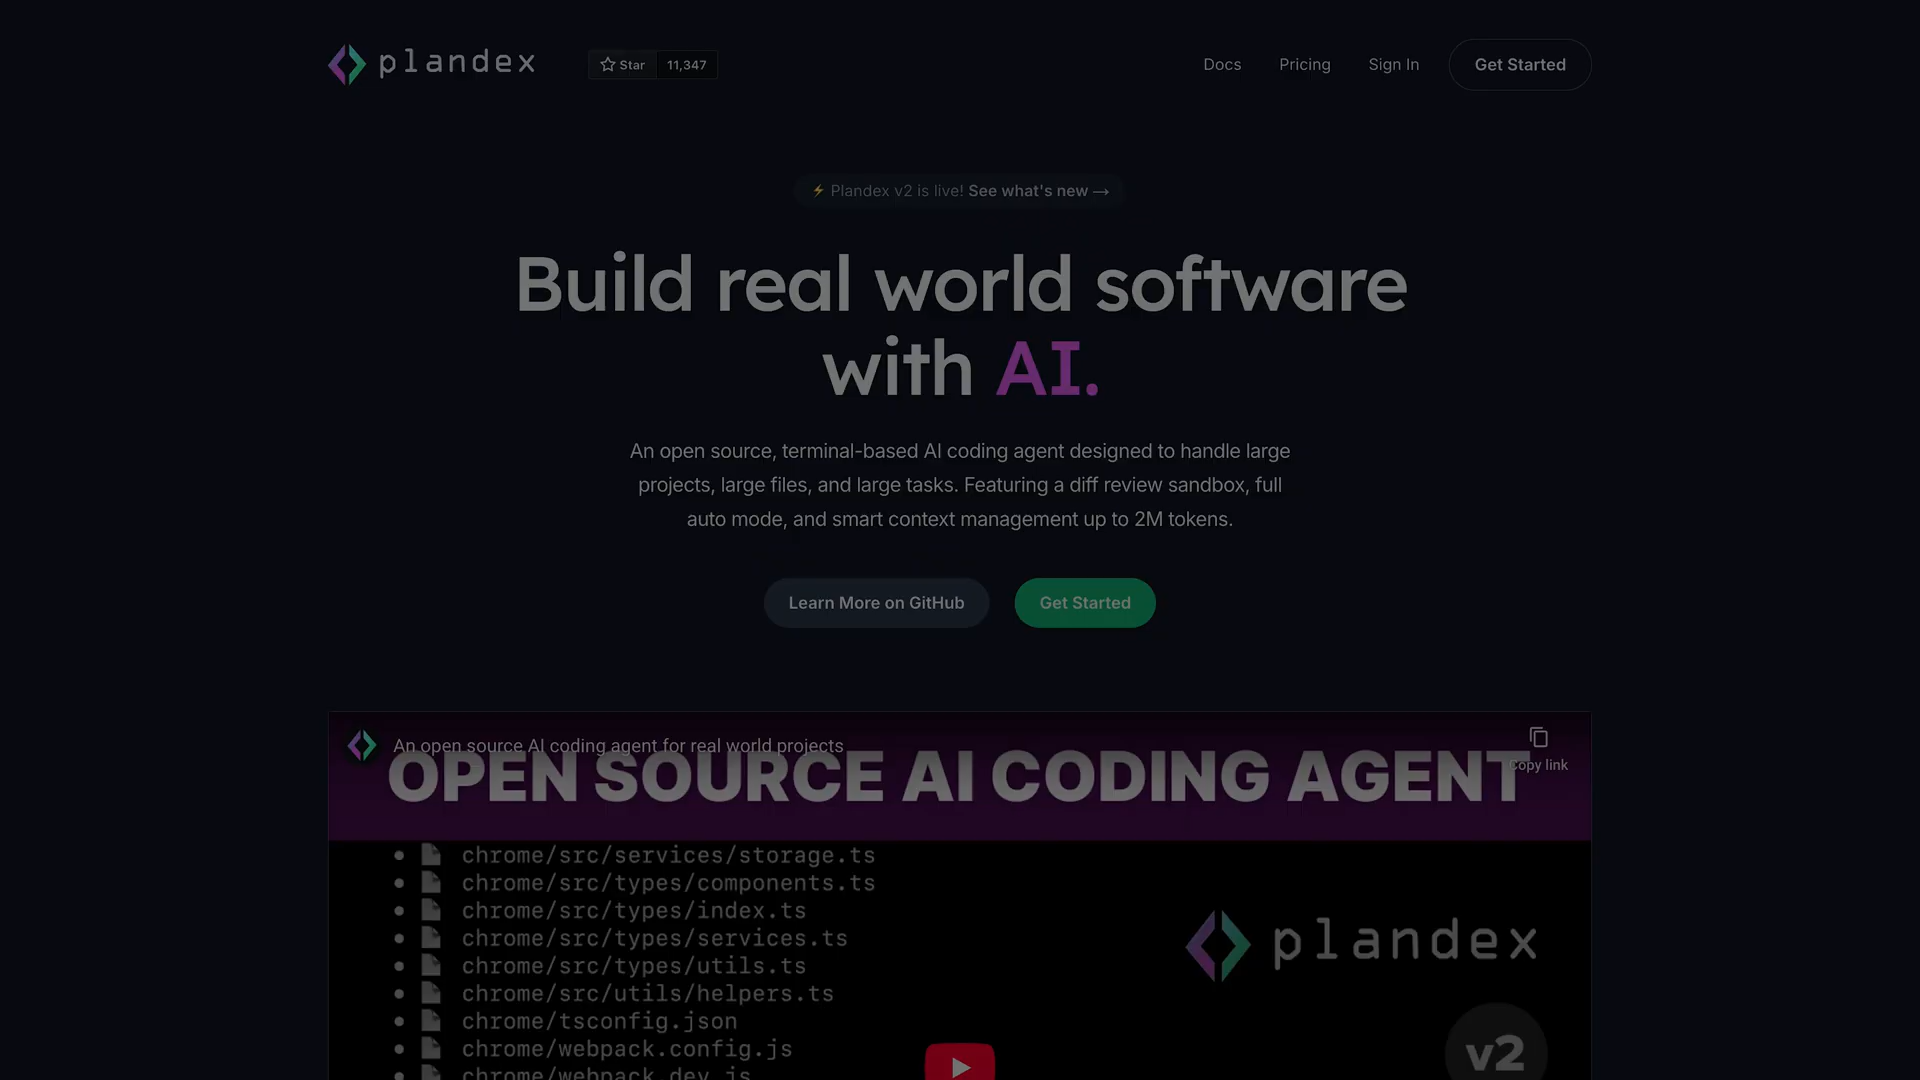 plandex
Star 11,347
Docs Pricing Sign In Get Started
⚡ Plandex v2 is live! See what's new →
Build real world software
with AI.
An open source, terminal-based AI coding agent designed to handle large
projects, large files, and large tasks. Featuring a diff review sandbox, full
auto mode, and smart context management up to 2M tokens.
Learn More on GitHub Get Started
An open source AI coding agent for real world projects
Copy link
OPEN SOURCE AI CODING AGENT
chrome/src/services/storage.ts
chrome/src/types/components.ts
chrome/src/types/index.ts
chrome/src/types/services.ts
chrome/src/types/utils.ts
chrome/src/utils/helpers.ts
chrome/tsconfig.json
chrome/webpack.config.js
chrome/webpack.dev.js
plandex
v2